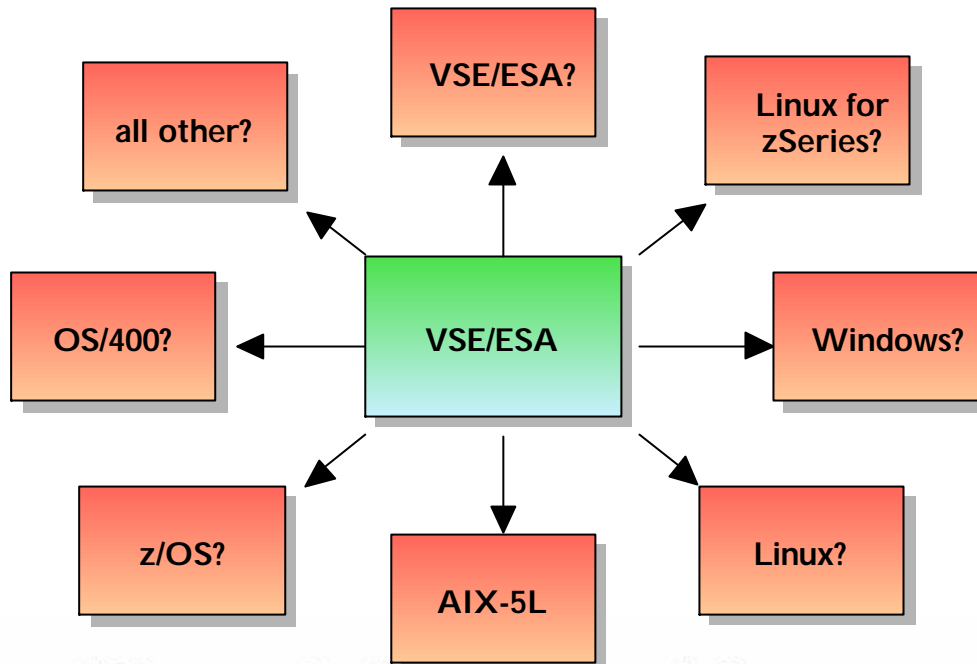 VSE/ESA?
all other?
Linux for
zSeries?
OS/400?
VSE/ESA
Windows?
z/OS?
AIX-5L
Linux?